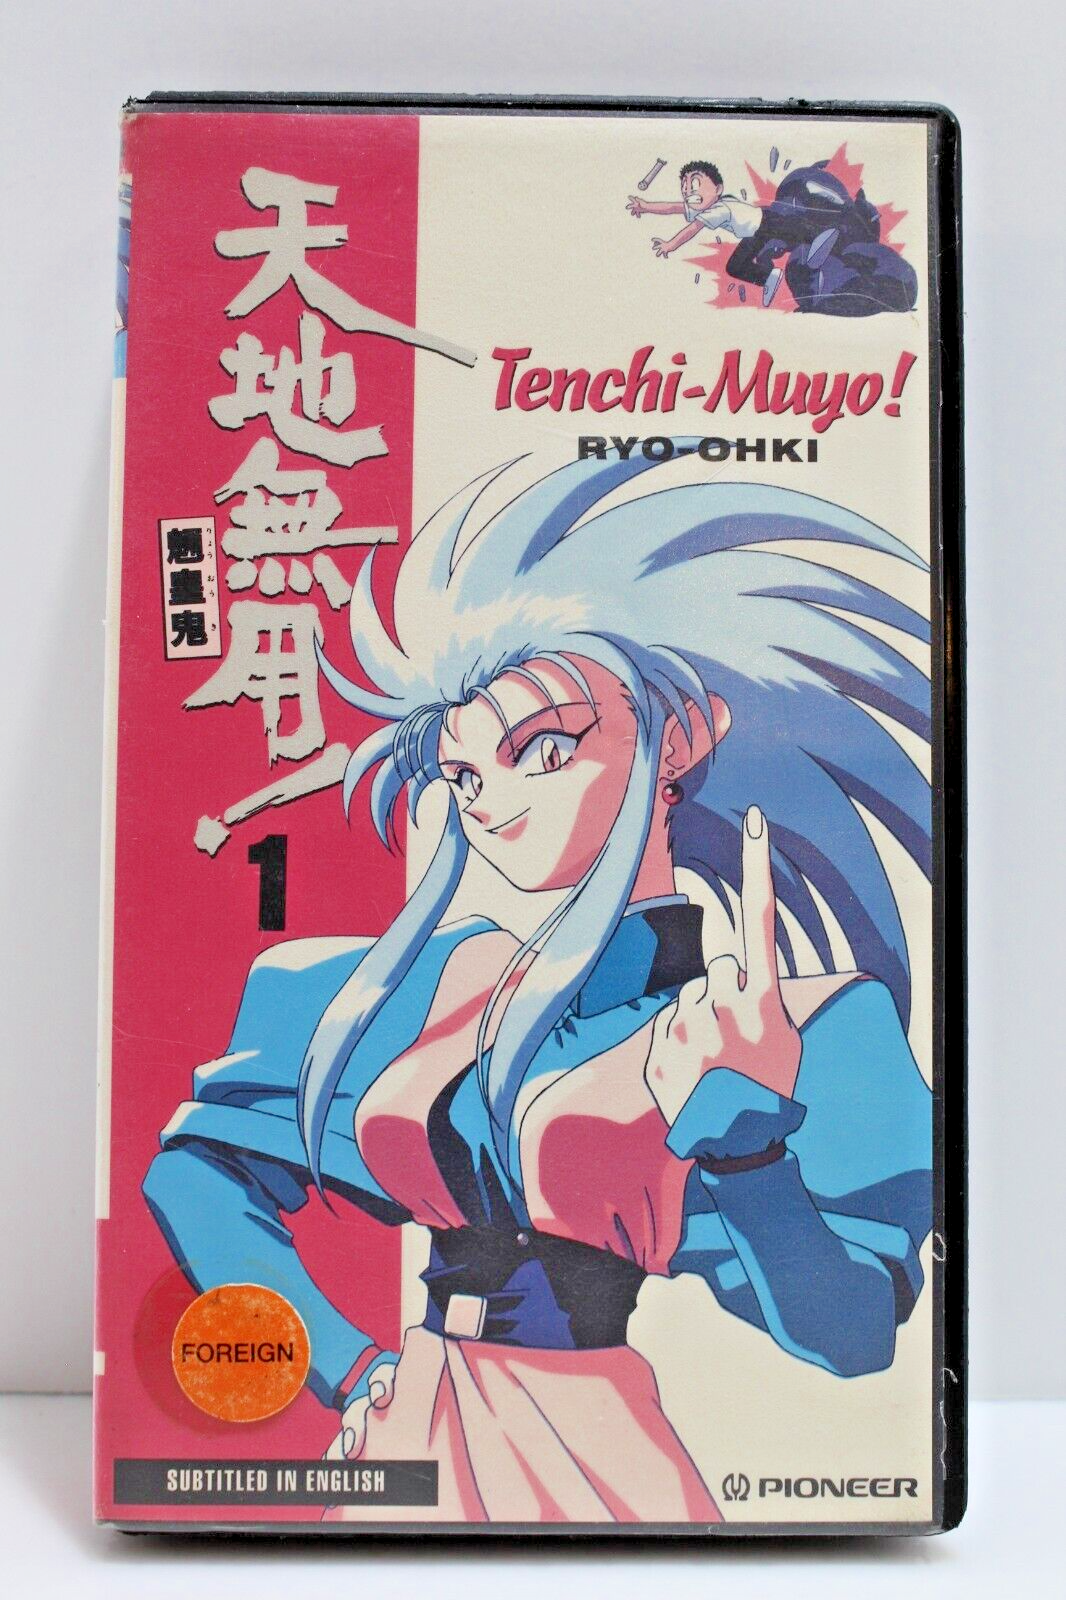 天地無用!
魎皇鬼
りょうおうき
1
Tenchi-Muyo!
RYO-OHKI
FOREIGN
SUBTITLED IN ENGLISH
PIONEER